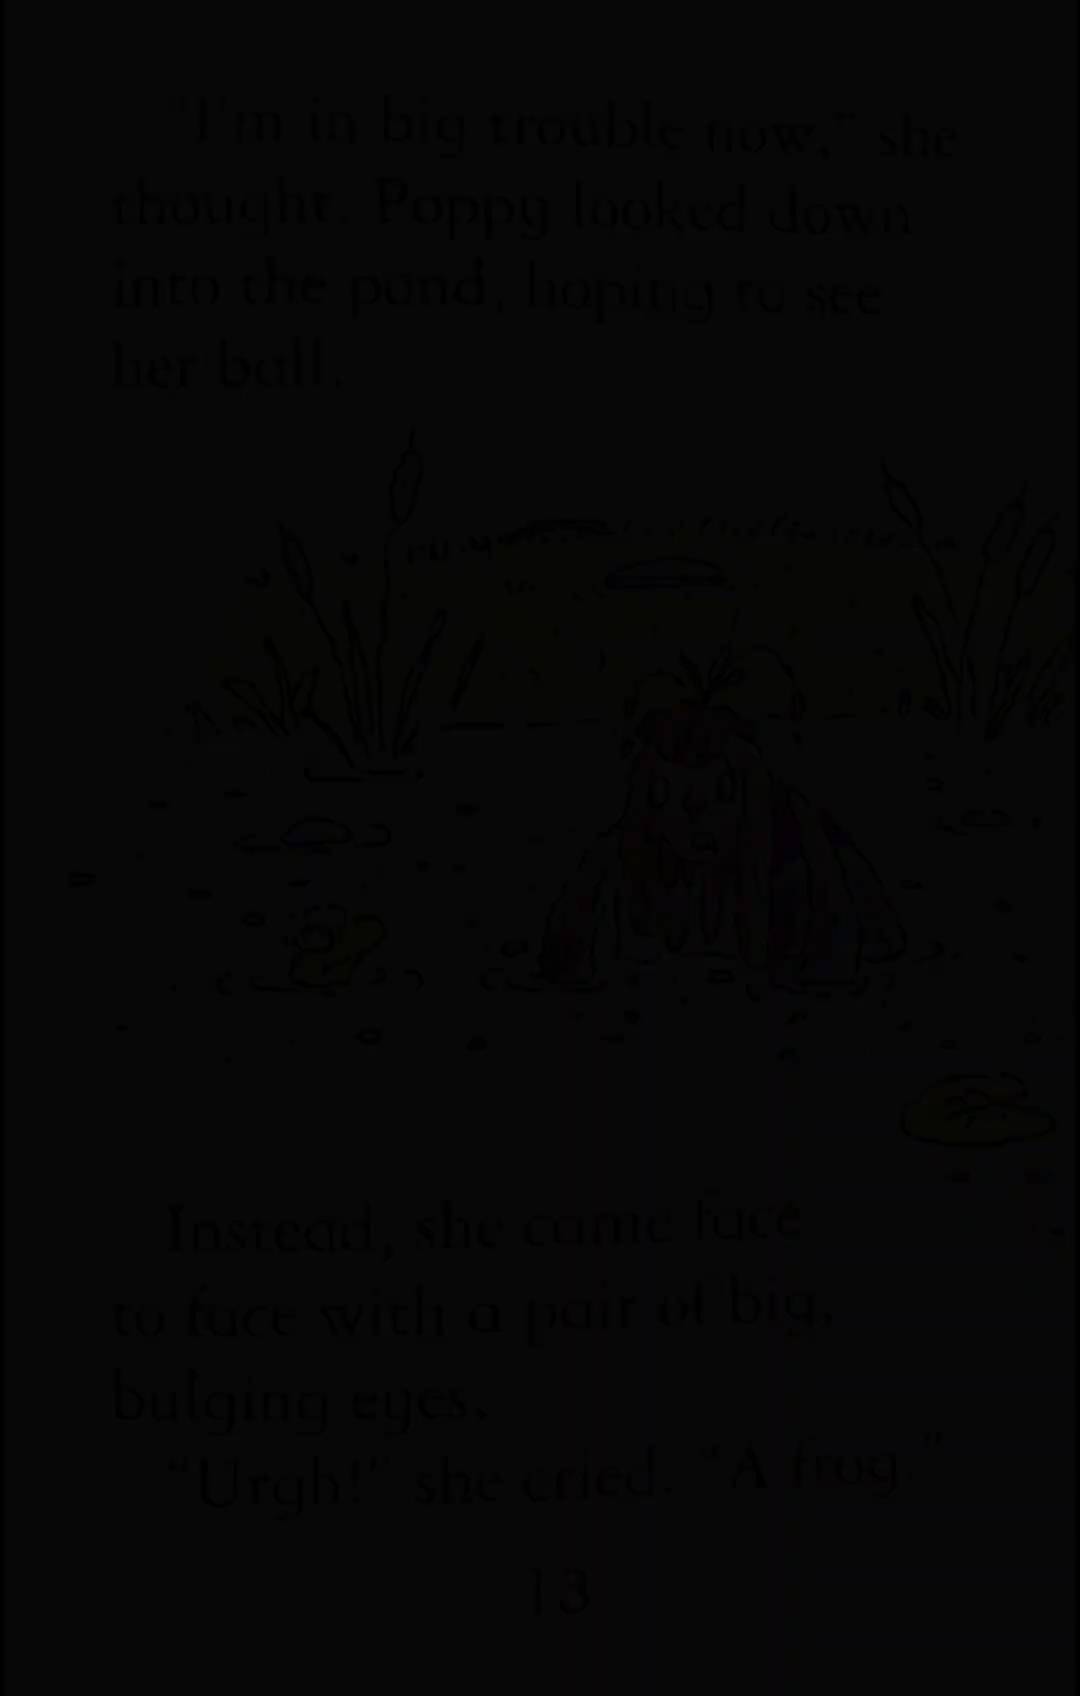 "I'm in big trouble now," she
thought. Poppy looked down
into the pond, hoping to see
her ball.
Instead, she came face
to face with a pair of big,
bulging eyes.
"Urgh!" she cried. "A frog."
13